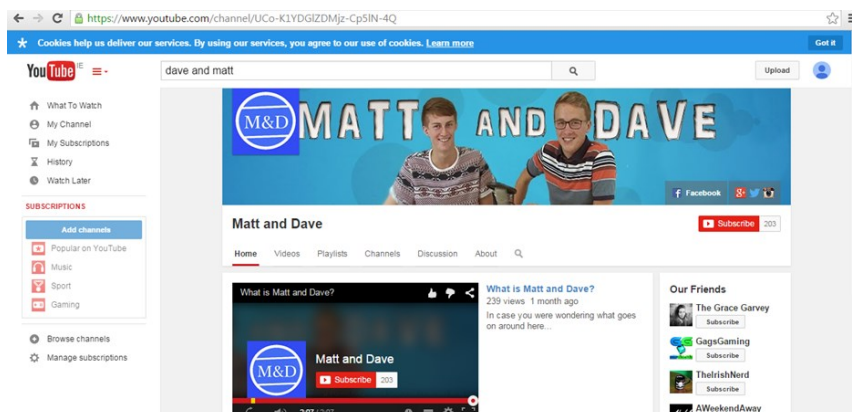 https://www.youtube.com/channel/UCo-K1YDGlZDMjz-Cp5lN-4Q
Cookies help us deliver our services. By using our services, you agree to our use of cookies. Learn more
Got it
YouTube IE
dave and matt
Upload
What To Watch
My Channel
My Subscriptions
History
Watch Later
SUBSCRIPTIONS
Add channels
Popular on YouTube
Music
Sport
Gaming
Browse channels
Manage subscriptions
M&D
MATT AND DAVE
Facebook
Matt and Dave
Subscribe 203
Home Videos Playlists Channels Discussion About
What is Matt and Dave?
M&D
Matt and Dave
Subscribe 203
What is Matt and Dave?
239 views 1 month ago
In case you were wondering what goes
on around here...
Our Friends
The Grace Garvey
Subscribe
GagsGaming
Subscribe
TheIrishNerd
Subscribe
AWeekendAway